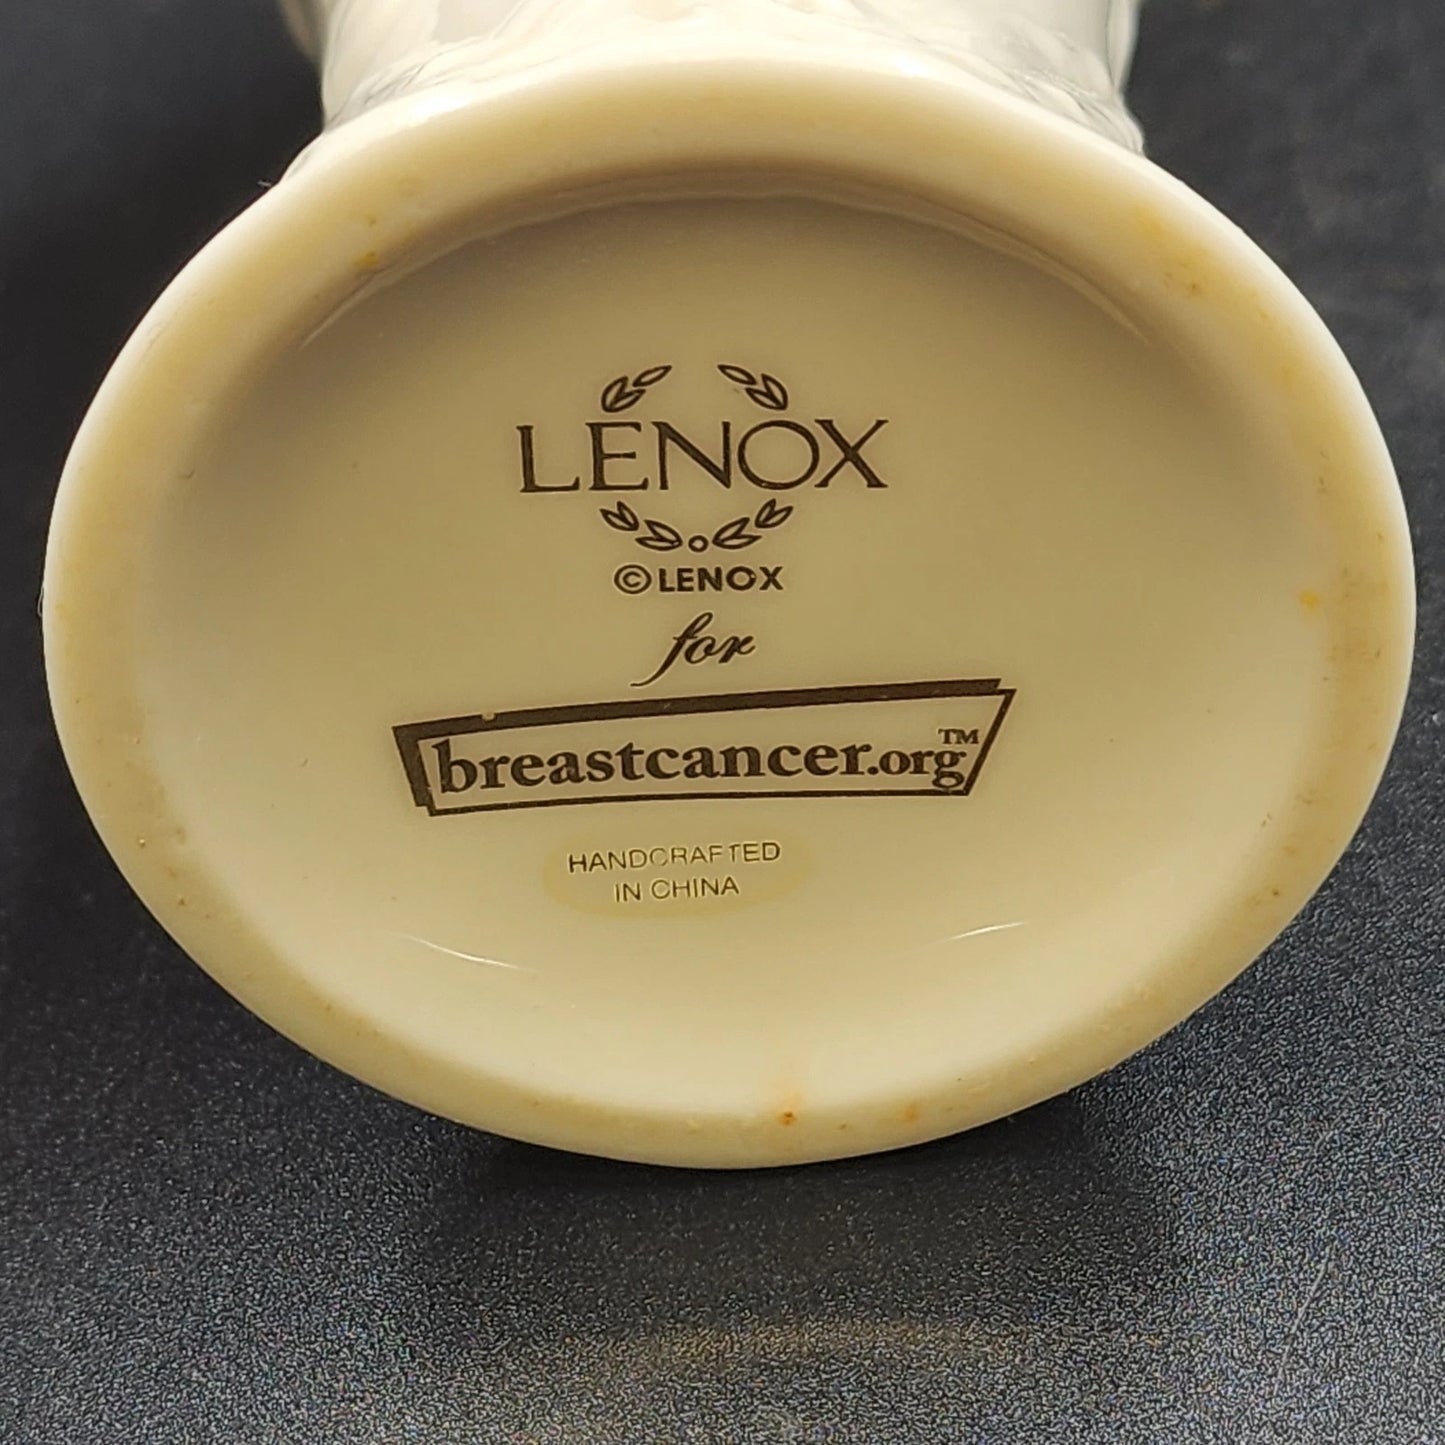 LENOX
©LENOX
for
breastcancer.org™
HANDCRAFTED
IN CHINA